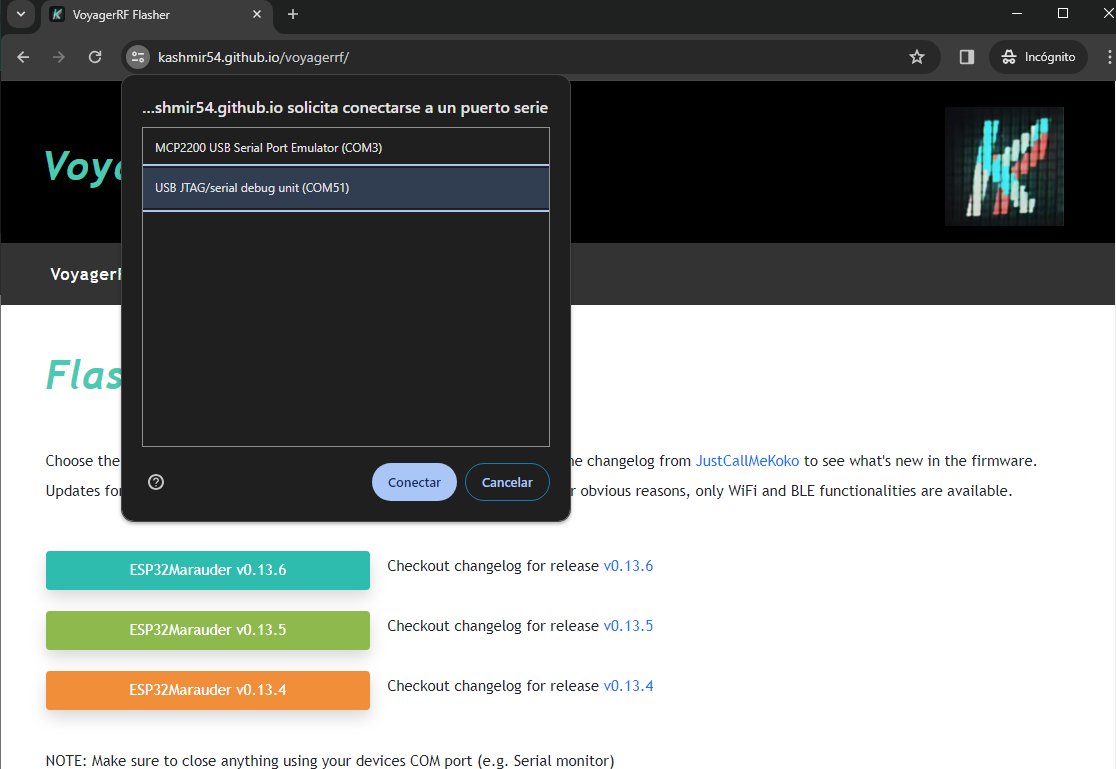 VoyagerRF Flasher
kashmir54.github.io/voyagerrf/
Incógnito
...shmir54.github.io solicita conectarse a un puerto serie
MCP2200 USB Serial Port Emulator (COM3)
USB JTAG/serial debug unit (COM51)
Conectar
Cancelar
Voya
Voyager
Flas
Choose the
changelog from JustCallMeKoko to see what's new in the firmware.
Updates fo
obvious reasons, only WiFi and BLE functionalities are available.
ESP32Marauder v0.13.6
Checkout changelog for release v0.13.6
ESP32Marauder v0.13.5
Checkout changelog for release v0.13.5
ESP32Marauder v0.13.4
Checkout changelog for release v0.13.4
NOTE: Make sure to close anything using your devices COM port (e.g. Serial monitor)